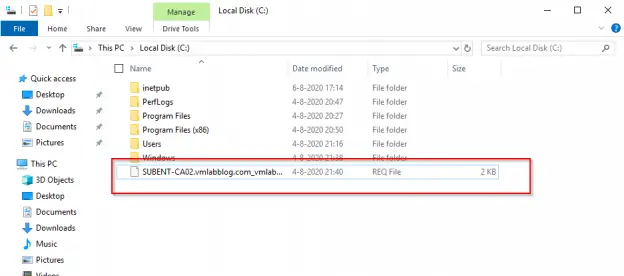 Manage
Local Disk (C:)
File
Home
Share
View
Drive Tools
This PC
Local Disk (C:)
Search Local Disk (C:)
Name
Date modified
Type
Size
Quick access
Desktop
Downloads
Documents
Pictures
This PC
3D Objects
Desktop
Documents
Downloads
Music
Pictures
Videos
inetpub 6-8-2020 17:14 File folder
PerfLogs 4-8-2020 20:47 File folder
Program Files 4-8-2020 20:27 File folder
Program Files (x86) 4-8-2020 20:50 File folder
Users 4-8-2020 21:16 File folder
Windows 4-8-2020 21:38 File folder
SUBENT-CA02.vmlabblog.com_vmlab... 4-8-2020 21:40 REQ File 2 KB